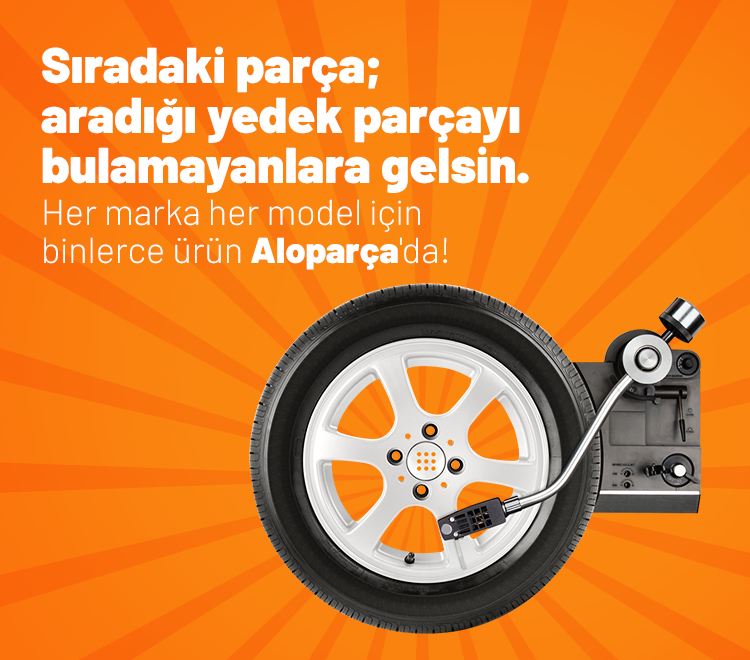 Sıradaki parça;
aradığı yedek parçayı
bulamayanlara gelsin.
Her marka her model için
binlerce ürün Aloparça'da!